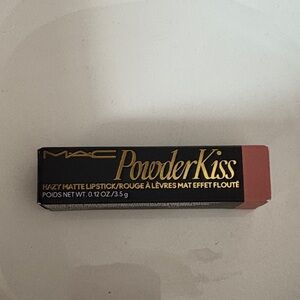 MAC PowderKiss
HAZY MATTE LIPSTICK/ROUGE À LÈVRES MAT EFFET FLOUTÉ
POIDS NET WT. 0.12 OZ./3.5 g